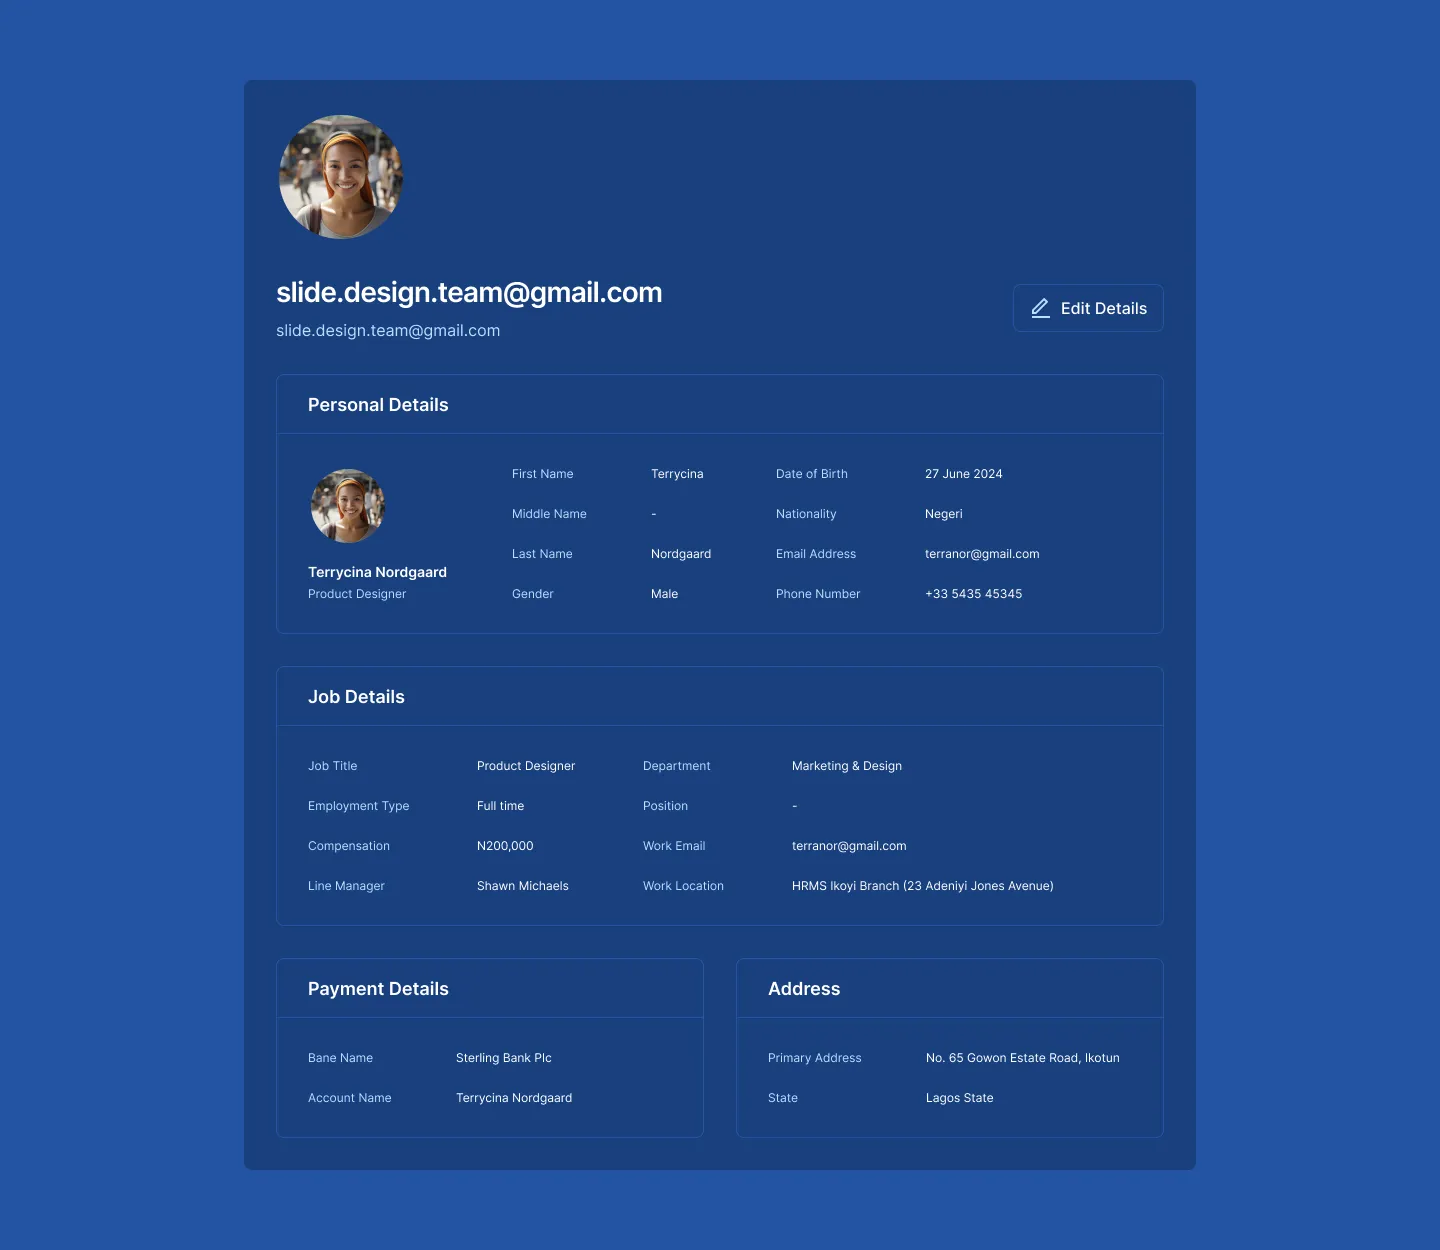 slide.design.team@gmail.com
slide.design.team@gmail.com
Edit Details
Personal Details
Terrycina Nordgaard
Product Designer
First Name Terrycina Date of Birth 27 June 2024
Middle Name - Nationality Negeri
Last Name Nordgaard Email Address terranor@gmail.com
Gender Male Phone Number +33 5435 45345
Job Details
Job Title Product Designer Department Marketing & Design
Employment Type Full time Position -
Compensation N200,000 Work Email terranor@gmail.com
Line Manager Shawn Michaels Work Location HRMS Ikoyi Branch (23 Adeniyi Jones Avenue)
Payment Details
Bane Name Sterling Bank Plc
Account Name Terrycina Nordgaard
Address
Primary Address No. 65 Gowon Estate Road, Ikotun
State Lagos State